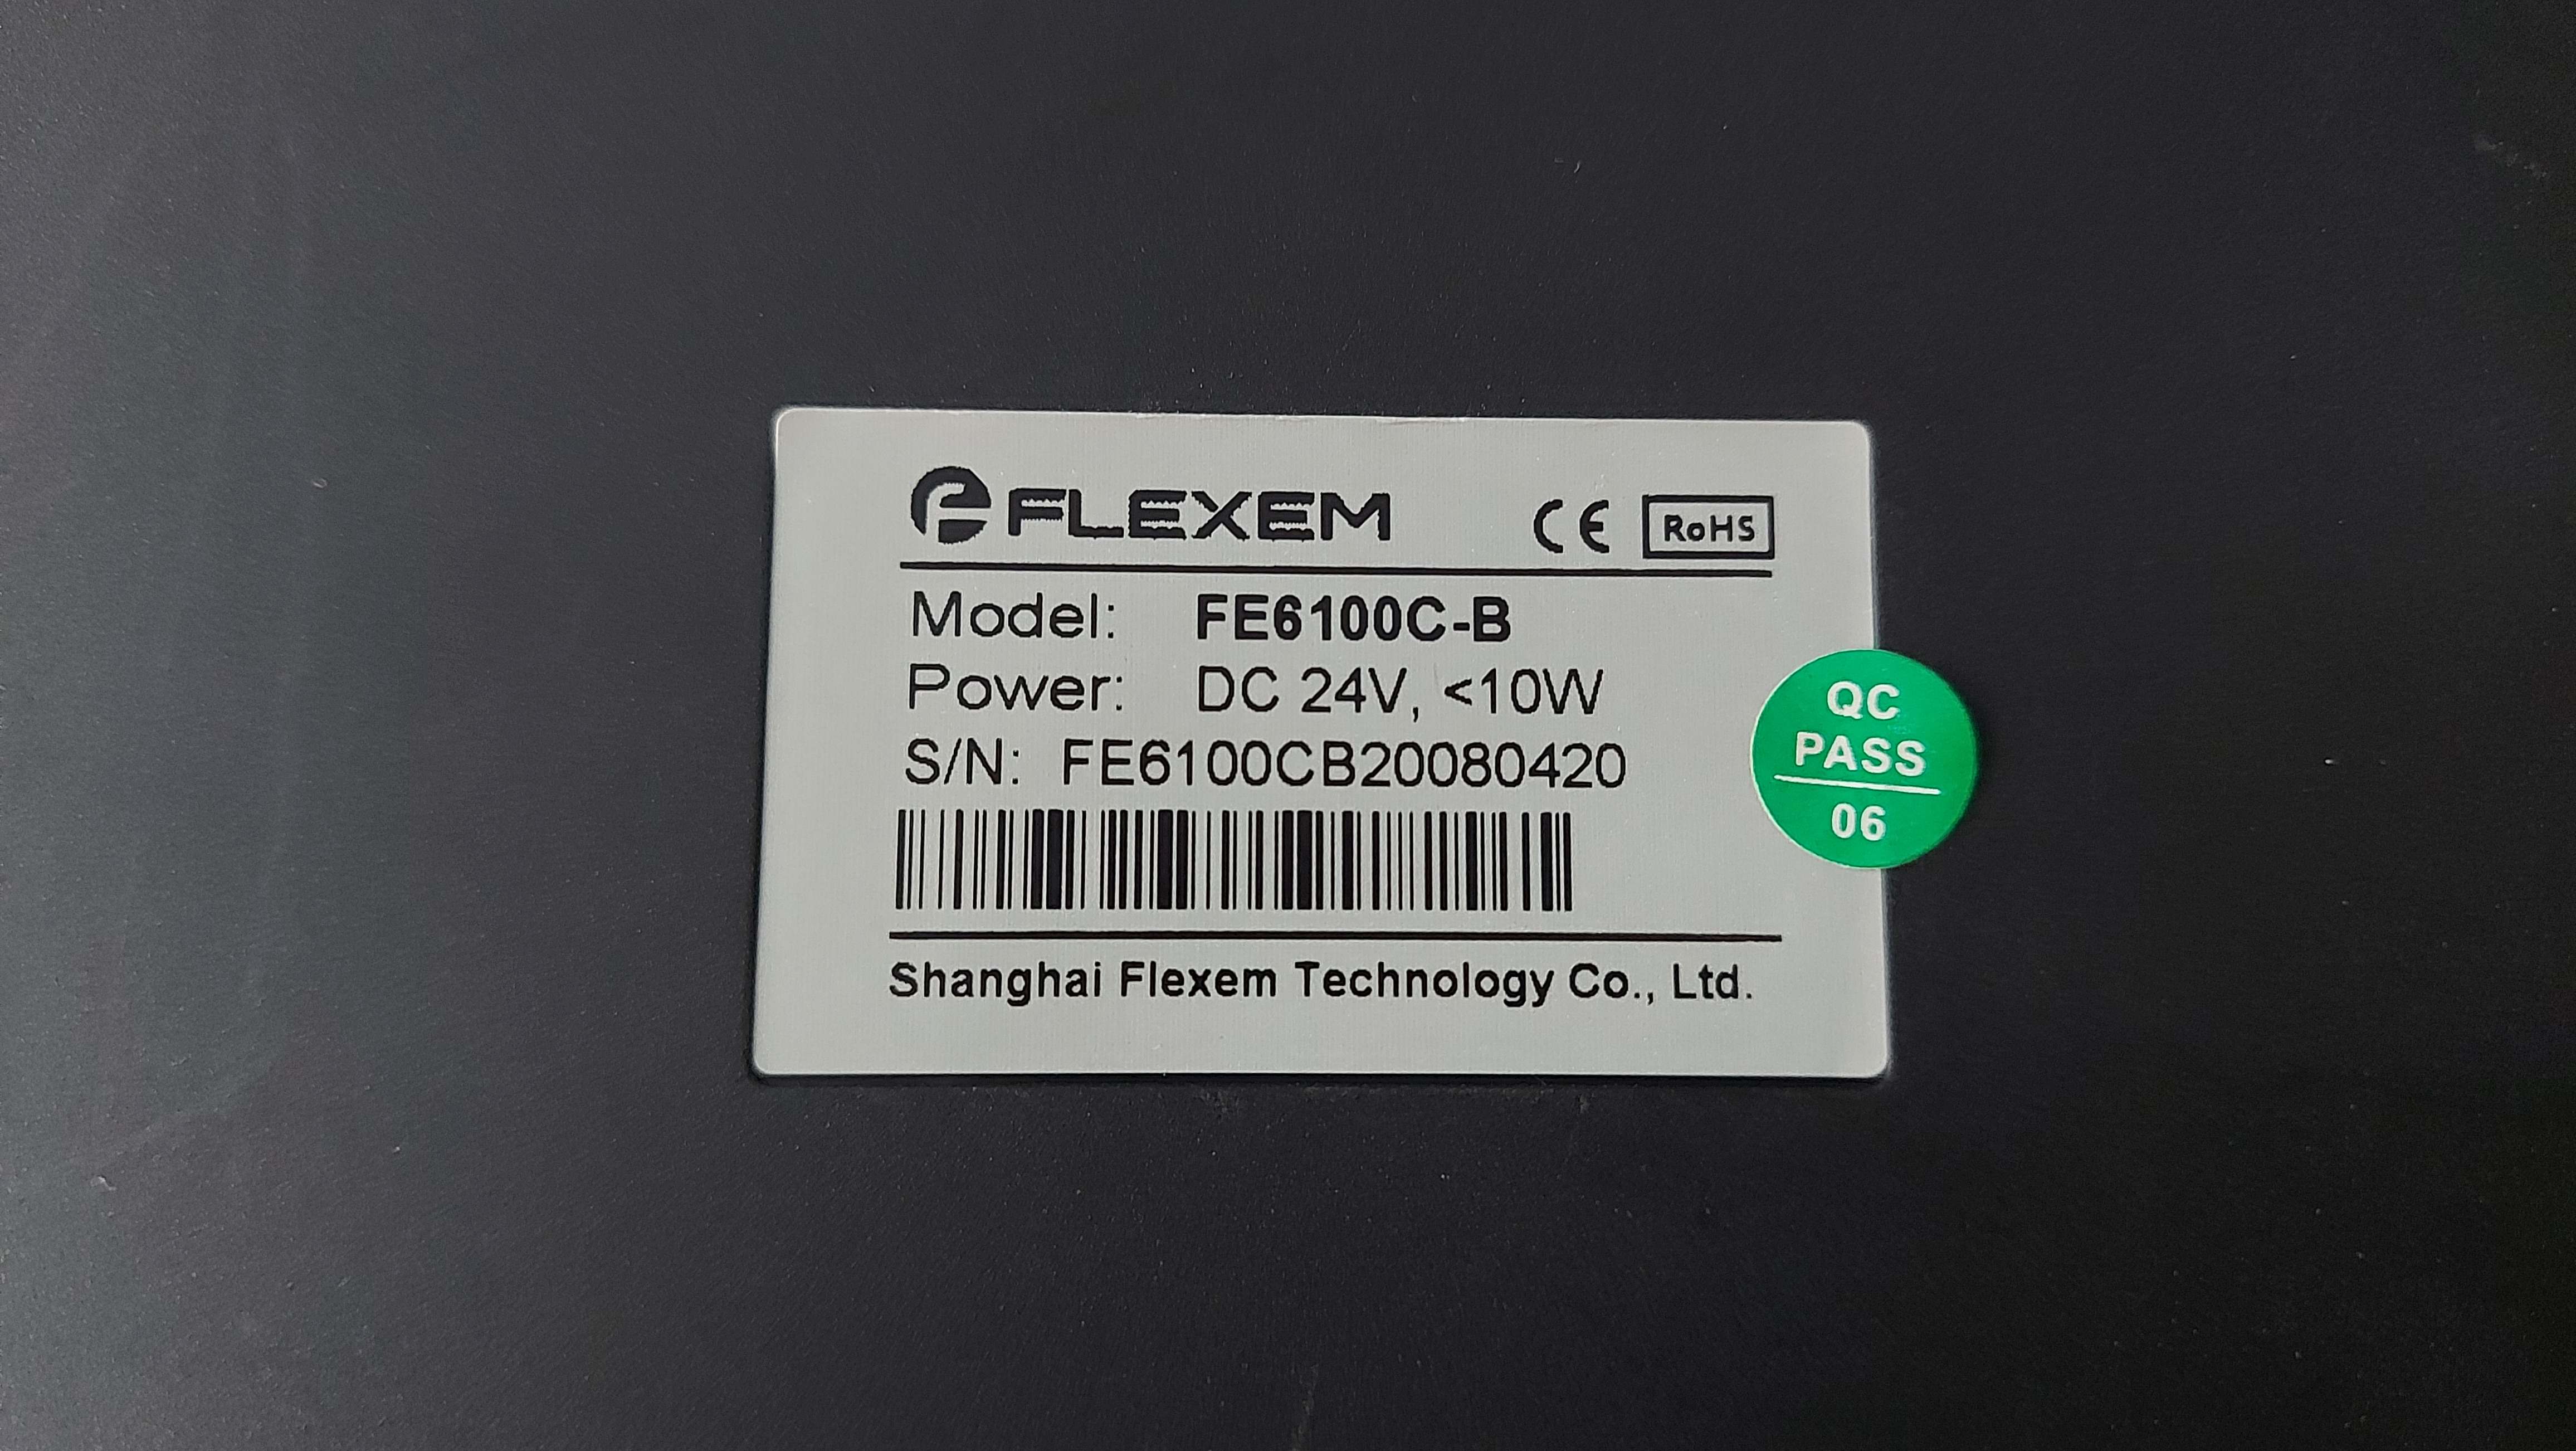 FLEXEM CE RoHS
Model: FE6100C-B
Power: DC 24V, <10W
S/N: FE6100CB20080420
QC
PASS
06
Shanghai Flexem Technology Co., Ltd.